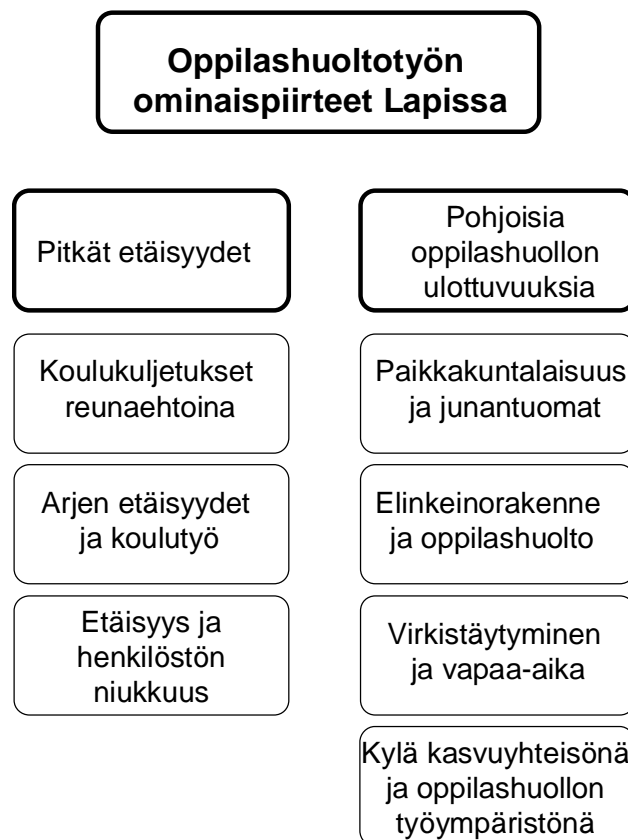 Oppilashuoltotyön
ominaispiirteet Lapissa
Pitkät etäisyydet
Koulukuljetukset
reunaehtoina
Arjen etäisyydet
ja koulutyö
Etäisyys ja
henkilöstön
niukkuus
Pohjoisia
oppilashuollon
ulottuvuuksia
Paikkakuntalaisuus
ja junantuomat
Elinkeinorakenne
ja oppilashuolto
Virkistäytyminen
ja vapaa-aika
Kylä kasvuyhteisönä
ja oppilashuollon
työympäristönä